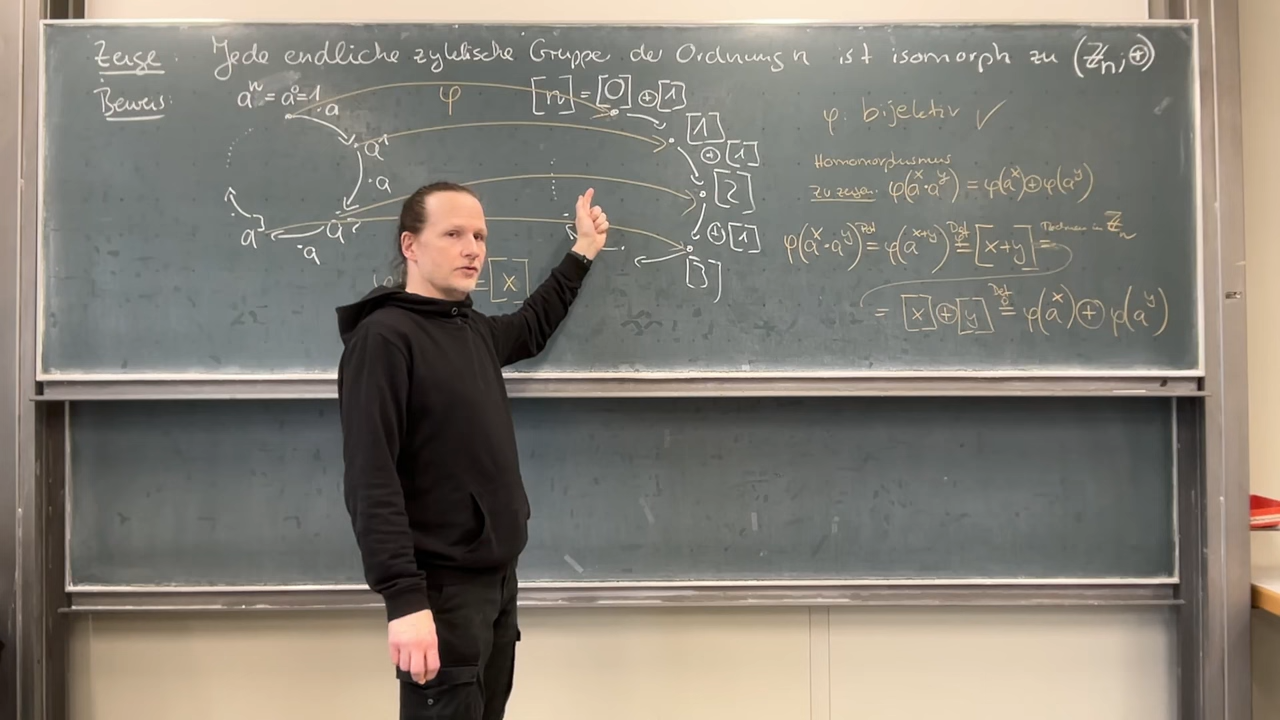 Zeige: Jede endliche zyklische Gruppe der Ordnung n ist isomorph zu (ℤₙ; ⊕)
Beweis:
aⁿ = a⁰ = 1
·a
φ
[n] = [0]
⊕ [1]
a¹
[1]
·a
⊕ [1]
a²
[2]
·a
⊕ [1]
a³
[3]
= [x]
φ: bijektiv ✓
Homomorphismus
zu zeigen: φ(aˣ·aʸ) = φ(aˣ) ⊕ φ(aʸ)
φ(aˣ·aʸ) = φ(aˣ⁺ʸ) Def = [x+y] = Rechnen in ℤₙ
= [x] ⊕ [y] Def = φ(aˣ) ⊕ φ(aʸ)